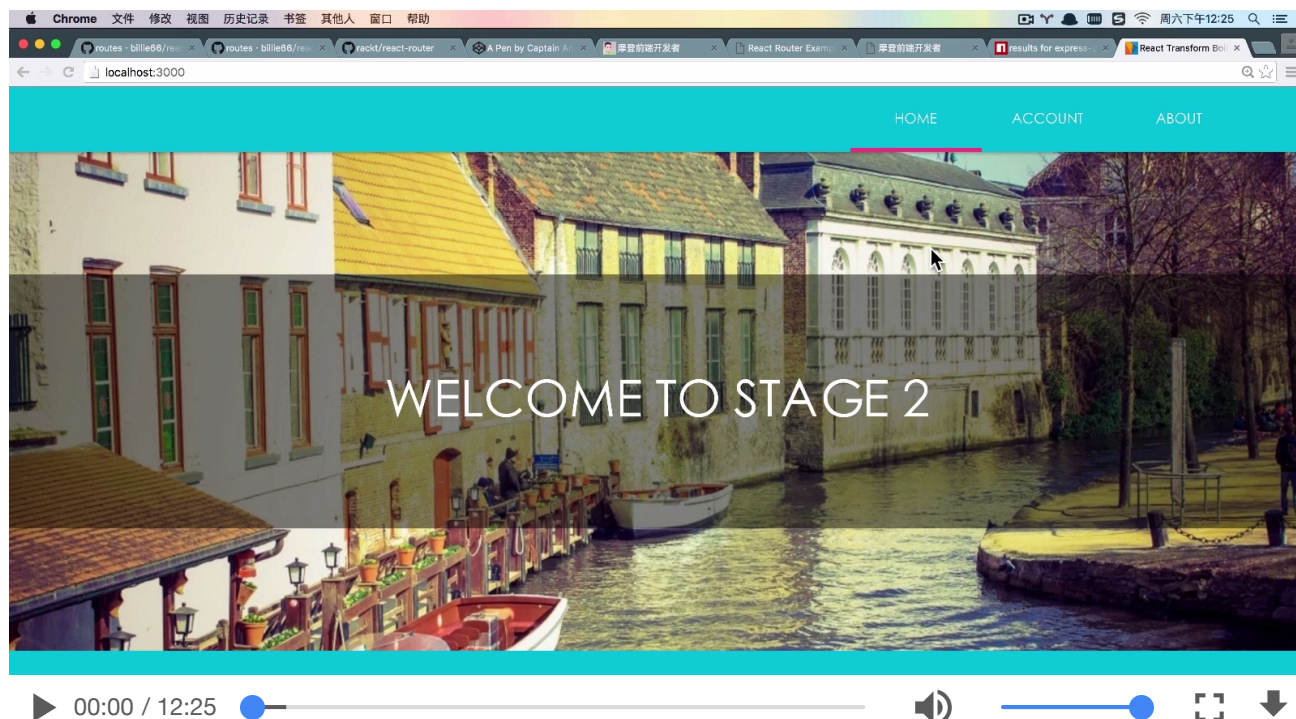 Chrome 文件 修改 视图 历史记录 书签 其他人 窗口 帮助 周六下午12:25
routes - billie66/rea routes - billie66/rea rackt/react-router A Pen by Captain An 摩登前端开发者 React Router Examp 摩登前端开发者 results for express-s React Transform Boil
localhost:3000
HOME ACCOUNT ABOUT
WELCOME TO STAGE 2
00:00 / 12:25